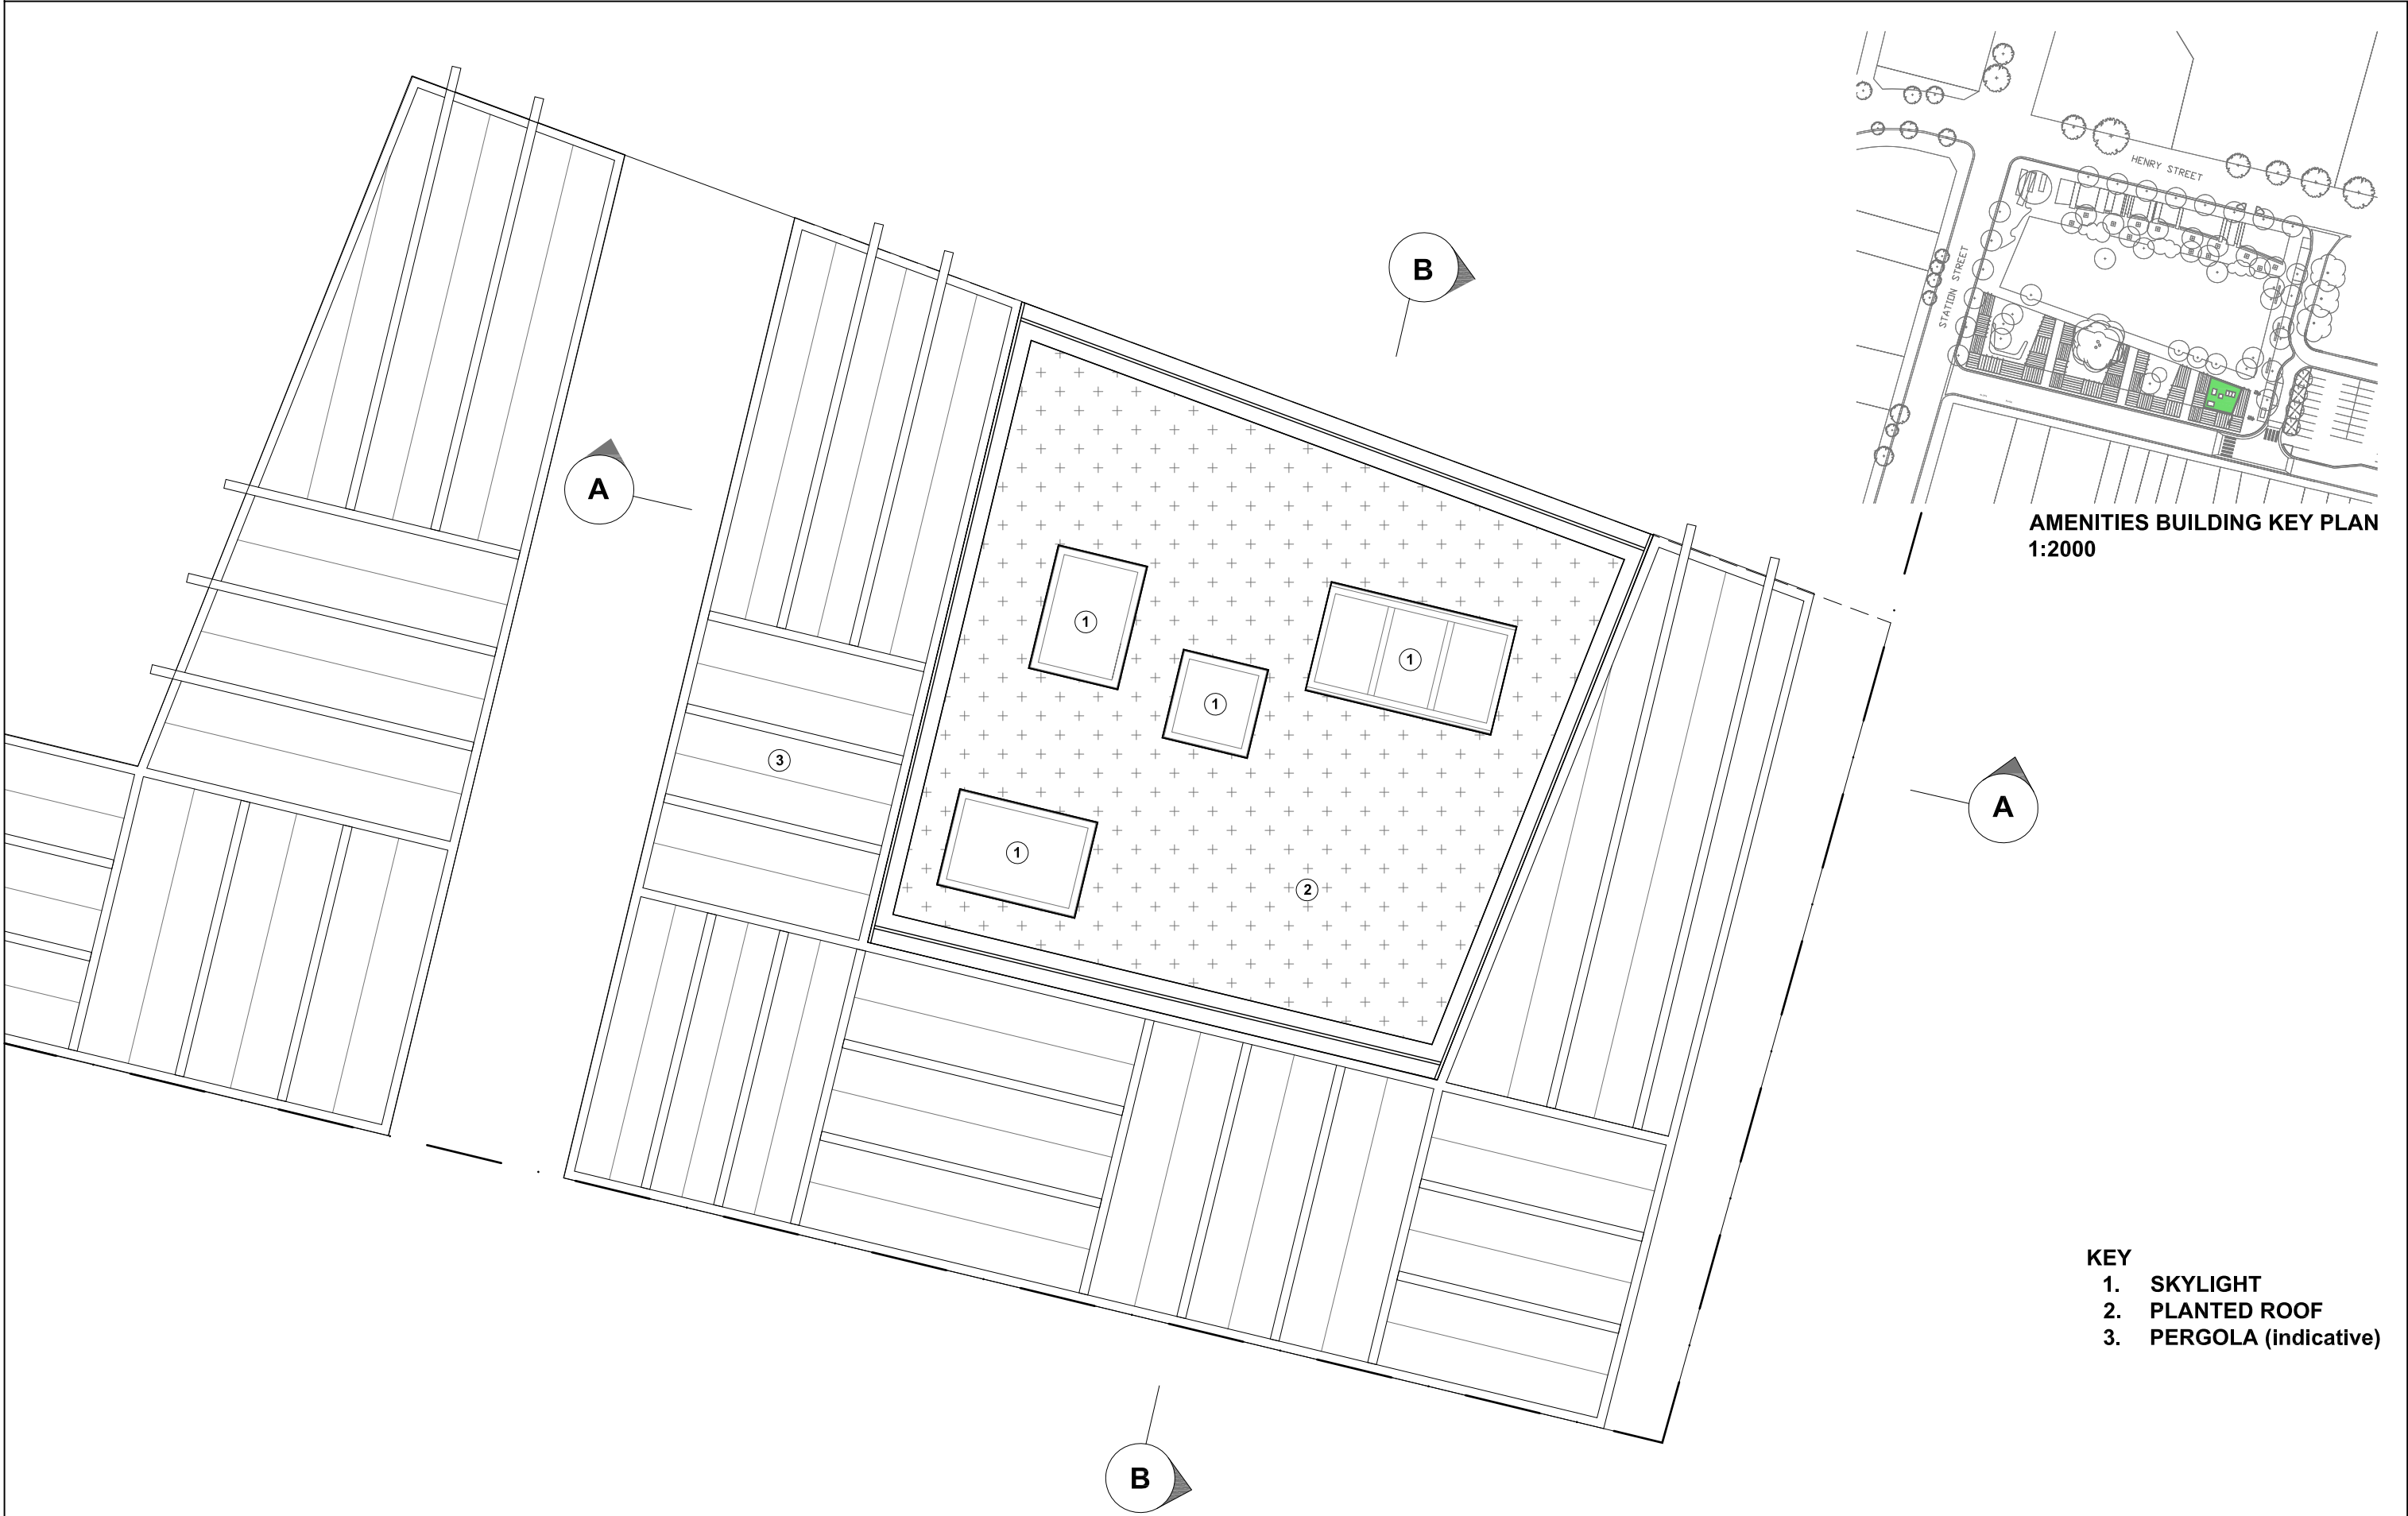 HENRY STREET
STATION STREET
AMENITIES BUILDING KEY PLAN
1:2000
B
A
1
1
1
3
1
2
A
B
KEY
1. SKYLIGHT
2. PLANTED ROOF
3. PERGOLA (indicative)